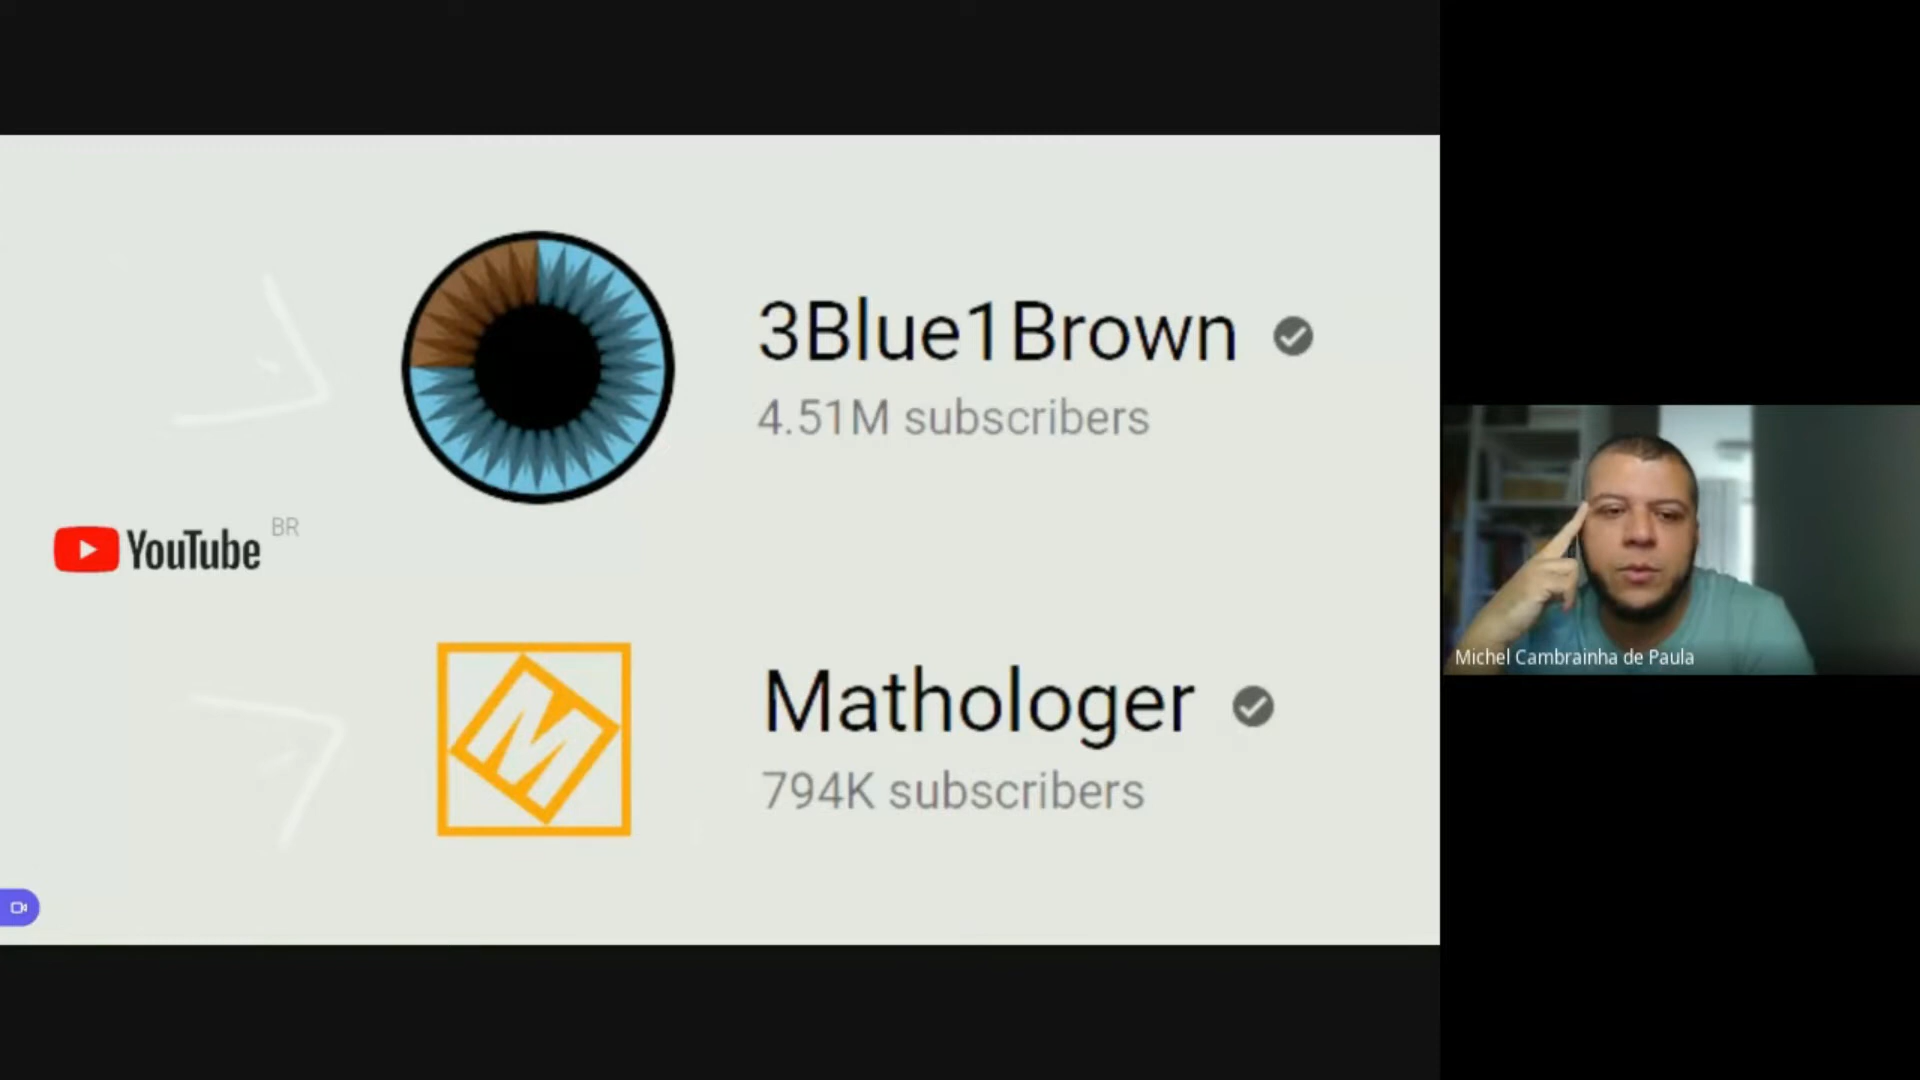 3Blue1Brown
4.51M subscribers
YouTube BR
M
Mathologer
794K subscribers
Michel Cambrainha de Paula